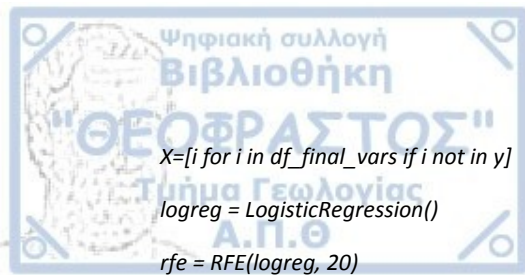 Ψηφιακή συλλογή
Βιβλιοθήκη
"ΘΕΟΦΡΑΣΤΟΣ"
X=[i for i in df_final_vars if i not in y]
Τμήμα Γεωλογίας
logreg = LogisticRegression()
Α.Π.Θ
rfe = RFE(logreg, 20)